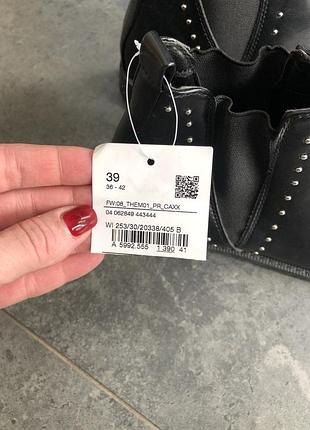 39
36 - 42
FW:08_THEM01_PR_CAXX
04 062849 443444
WI 253/30/20338/405 B
A 5992.555 1 390 41